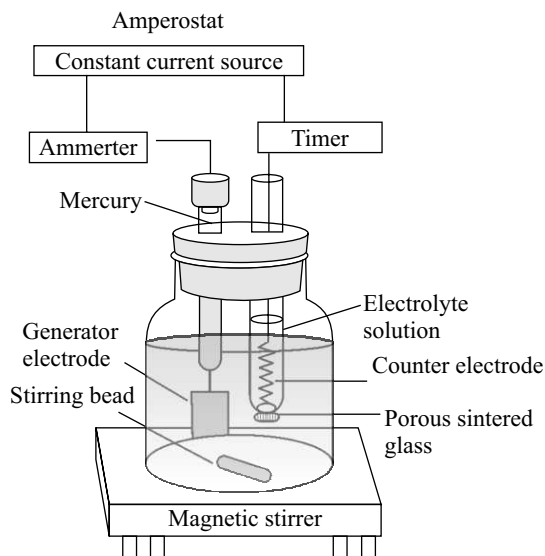 Amperostat
Constant current source
Ammerter
Timer
Mercury
Electrolyte
solution
Generator
electrode
Counter electrode
Stirring bead
Porous sintered
glass
Magnetic stirrer